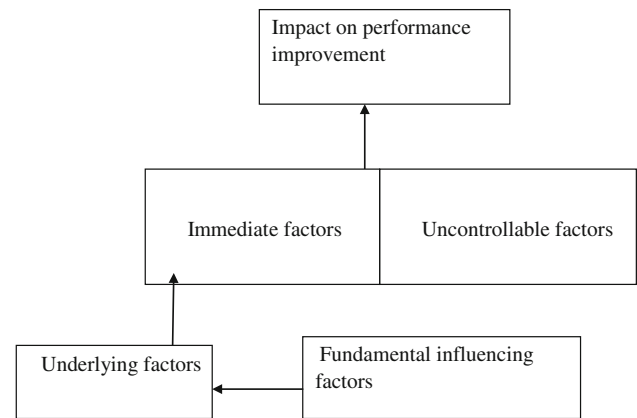 Impact on performance
improvement
Immediate factors
Uncontrollable factors
Underlying factors
Fundamental influencing
factors